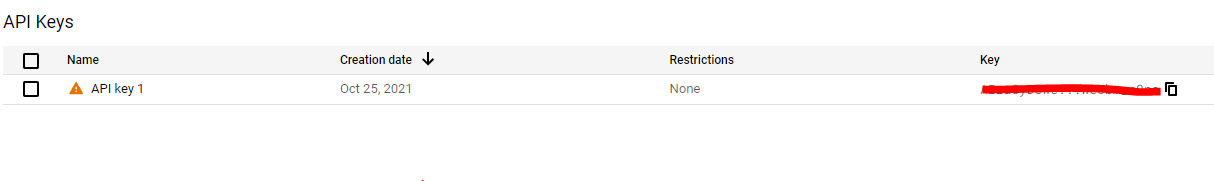 API Keys
Name Creation date Restrictions Key
API key 1 Oct 25, 2021 None